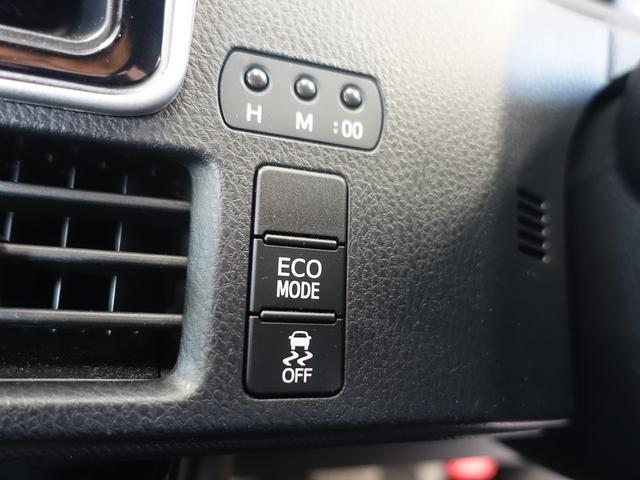 H M :00
ECO
MODE
OFF